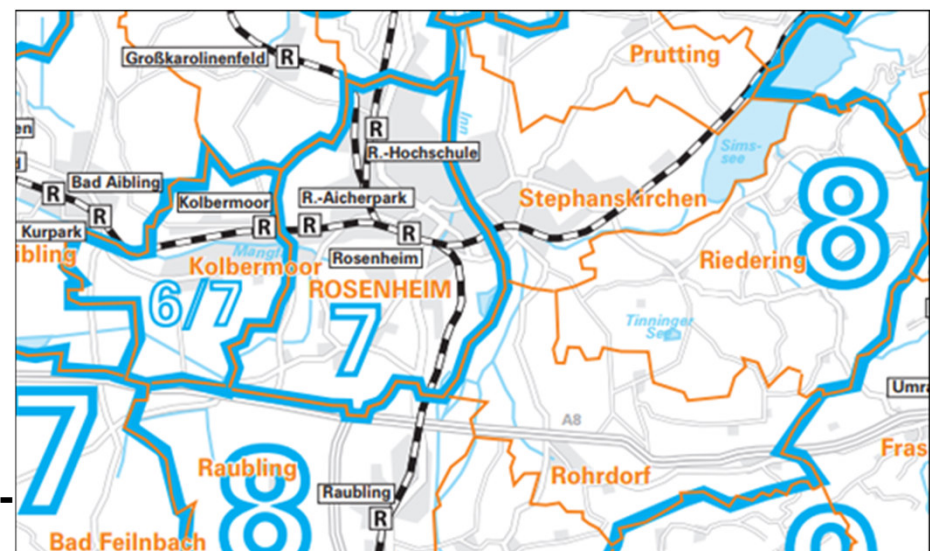 Großkarolinenfeld
R
Prutting
R
Inn
R.-Hochschule
Sims-
see
R
Bad Aibling
R
Kurpark
Kolbermoor
R
R.-Aicherpark
R
R
Rosenheim
Stephanskirchen
8
Riedering
ibling
Kolbermoor
6/7
ROSENHEIM
7
Tinninger
See
Umra
A8
7
Raubling
8
Raubling
R
Rohrdorf
Fras
Bad Feilnbach